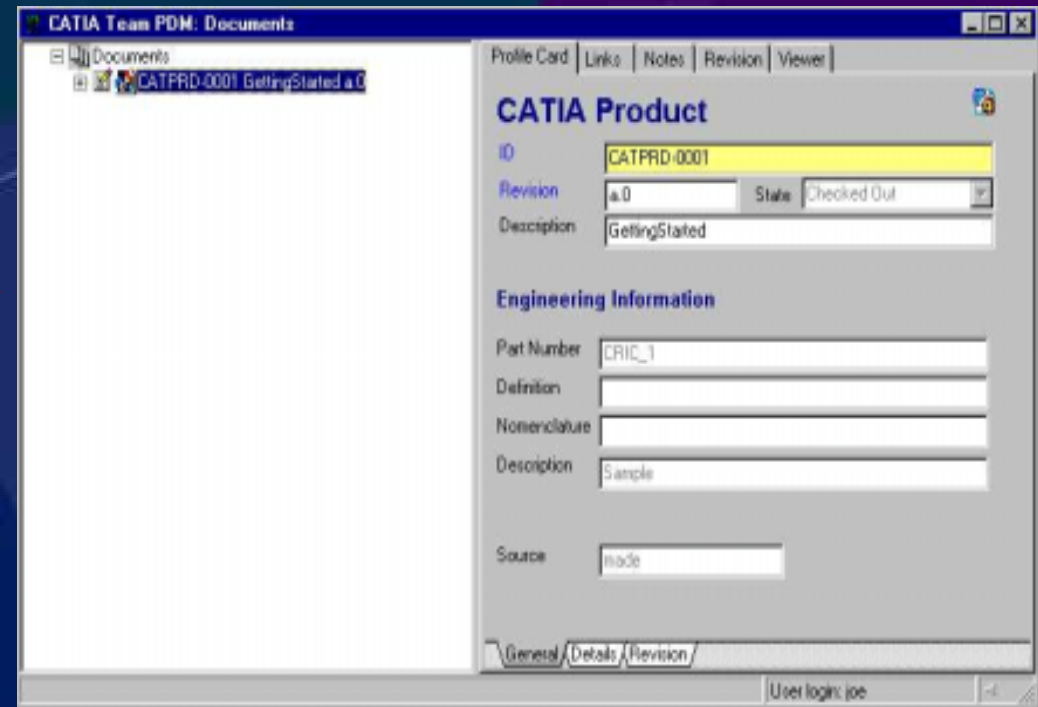 CATIA Team PDM: Documents
Documents
CATPRD-0001 GettingStarted a.0
Profile Card Links Notes Revision Viewer
CATIA Product
ID CATPRD-0001
Revision a.0 State Checked Out
Description GettingStarted
Engineering Information
Part Number CRIC_1
Definition
Nomenclature
Description Sample
Source made
General Details Revision
User login: joe